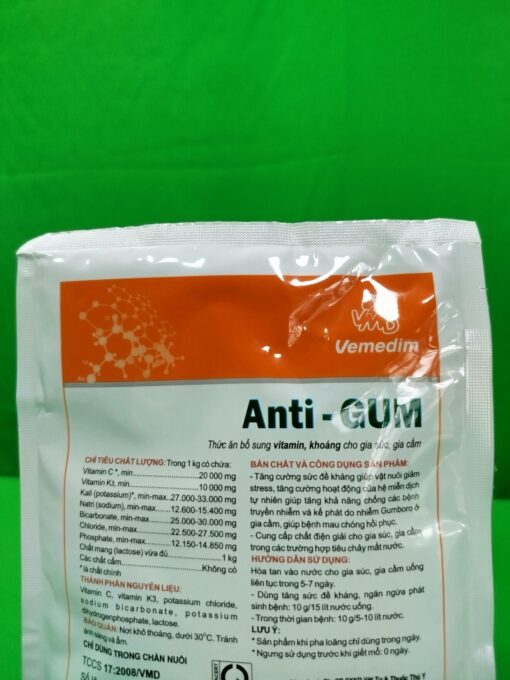 VMD
Vemedim
Anti - GUM
Thức ăn bổ sung vitamin, khoáng cho gia súc, gia cầm
CHỈ TIÊU CHẤT LƯỢNG: Trong 1 kg có chứa:
Vitamin C *, min...................20 000 mg
Vitamin K3, min...................10 000 mg
Kali (potassium)*, min-max..27.000-33.000 mg
Natri (sodium), min-max.......12.600-15.400 mg
Bicarbonate, min-max..........25.000-30.000 mg
Chloride, min-max...............22.500-27.500 mg
Phosphate, min-max............12.150-14.850 mg
Chất mang (lactose) vừa đủ................1 kg
Các chất cấm............................Không có
* là chất chính
THÀNH PHẦN NGUYÊN LIỆU:
Vitamin C, vitamin K3, potassium chloride,
sodium bicarbonate, potassium
dihydrogenphosphate, lactose.
BẢO QUẢN: Nơi khô thoáng, dưới 30°C. Tránh
ánh sáng và ẩm.
CHỈ DÙNG TRONG CHĂN NUÔI
TCCS 17:2008/VMD
BẢN CHẤT VÀ CÔNG DỤNG SẢN PHẨM:
- Tăng cường sức đề kháng giúp vật nuôi giảm
stress, tăng cường hoạt động của hệ miễn dịch
tự nhiên giúp tăng khả năng chống các bệnh
truyền nhiễm và kế phát do nhiễm Gumboro ở
gia cầm, giúp bệnh mau chóng hồi phục.
- Cung cấp chất điện giải cho gia súc, gia cầm
trong các trường hợp tiêu chảy mất nước.
HƯỚNG DẪN SỬ DỤNG:
Hòa tan vào nước cho gia súc, gia cầm uống
liên tục trong 5-7 ngày.
- Dùng tăng sức đề kháng, ngăn ngừa phát
sinh bệnh: 10 g/15 lít nước uống.
- Trong thời gian bệnh: 10 g/5-10 lít nước.
LƯU Ý:
* Sản phẩm khi pha loãng chỉ dùng trong ngày.
* Ngưng sử dụng trước khi giết mổ: 0 ngày.